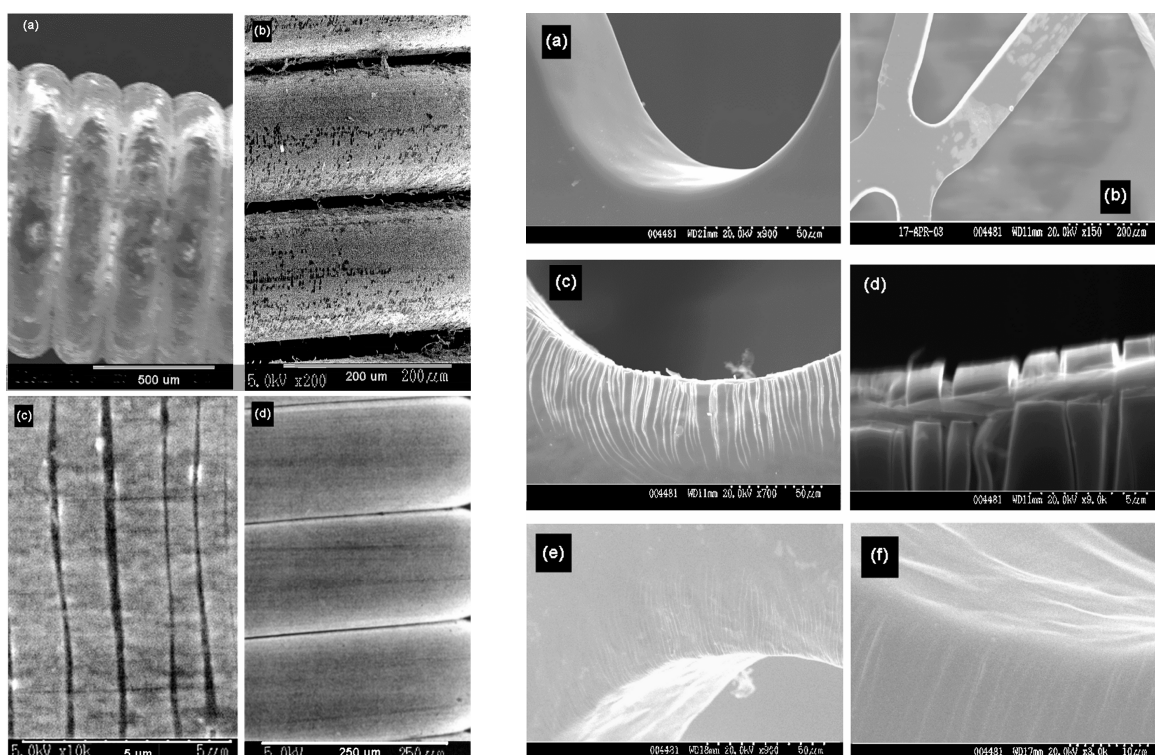 (a)
500 um
(b)
5.0kV x200 200 um 200μm
(c)
5.0kV x10k 5 um 5μm
(d)
5.0kV 250 um 250μm
(a)
004481 WD21mm 20.0kV x900 50μm
(b)
17-APR-03 WD11mm 20.0kV x150 200μm
(c)
004481 WD11mm 20.0kV x700 50μm
(d)
004481 WD11mm 20.0kV x9.0k 5μm
(e)
004481 WD18mm 20.0kV x900 50μm
(f)
004481 WD17mm 20.0kV x3.0k 10μm